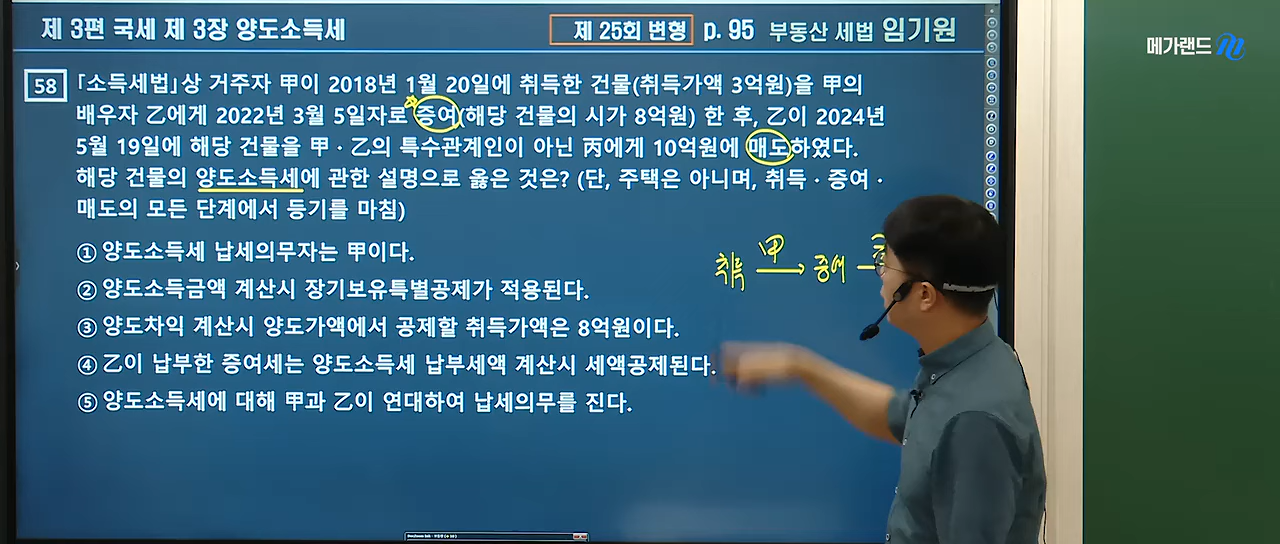 제 3편 국세 제 3장 양도소득세
제 25회 변형 p. 95 부동산 세법 임기원
메가랜드
58 「소득세법」상 거주자 甲이 2018년 1월 20일에 취득한 건물(취득가액 3억원)을 甲의
배우자 乙에게 2022년 3월 5일자로 증여(해당 건물의 시가 8억원) 한 후, 乙이 2024년
5월 19일에 해당 건물을 甲 · 乙의 특수관계인이 아닌 丙에게 10억원에 매도하였다.
해당 건물의 양도소득세에 관한 설명으로 옳은 것은? (단, 주택은 아니며, 취득 · 증여 ·
매도의 모든 단계에서 등기를 마침)
① 양도소득세 납세의무자는 甲이다.
② 양도소득금액 계산시 장기보유특별공제가 적용된다.
③ 양도차익 계산시 양도가액에서 공제할 취득가액은 8억원이다.
④ 乙이 납부한 증여세는 양도소득세 납부세액 계산시 세액공제된다.
⑤ 양도소득세에 대해 甲과 乙이 연대하여 납세의무를 진다.
甲
취득 → 증여